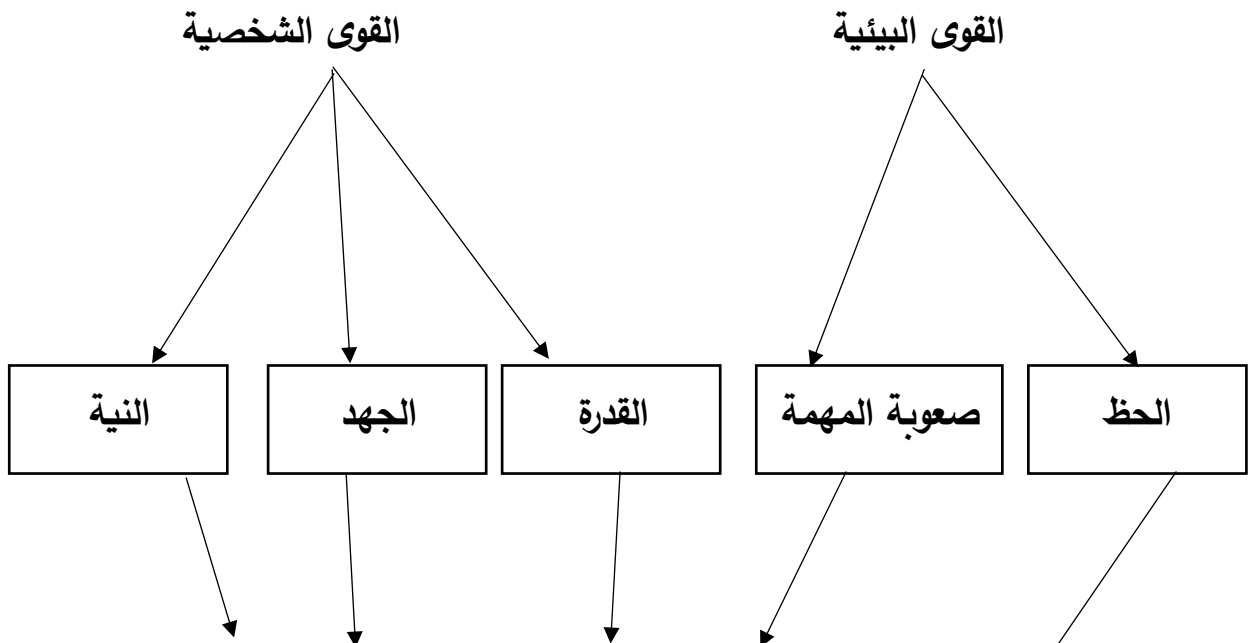 القوى البيئية
القوى الشخصية
الحظ
صعوبة المهمة
القدرة
الجهد
النية